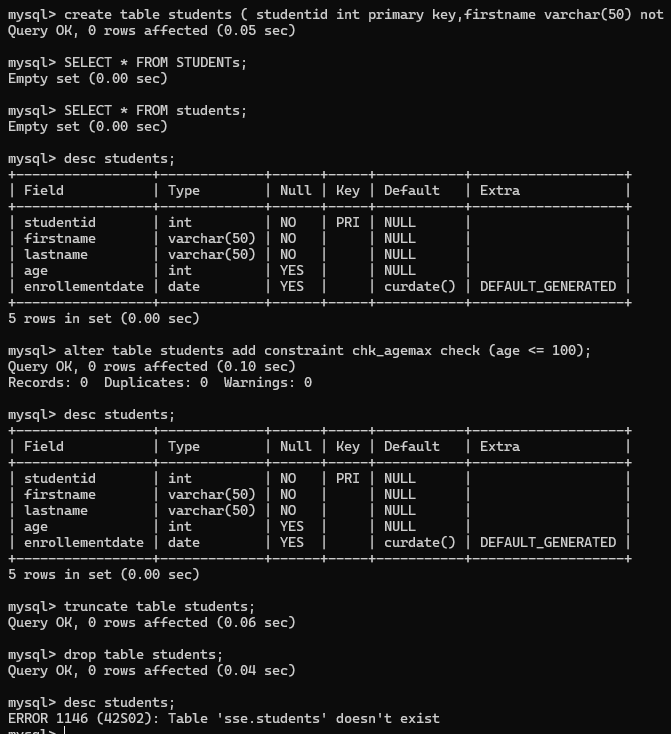 mysql> create table students ( studentid int primary key,firstname varchar(50) not
Query OK, 0 rows affected (0.05 sec)

mysql> SELECT * FROM STUDENTs;
Empty set (0.00 sec)

mysql> SELECT * FROM students;
Empty set (0.00 sec)

mysql> desc students;
+-----------------+-------------+------+-----+-----------+-------------------+
| Field           | Type        | Null | Key | Default   | Extra             |
+-----------------+-------------+------+-----+-----------+-------------------+
| studentid       | int         | NO   | PRI | NULL      |                   |
| firstname       | varchar(50) | NO   |     | NULL      |                   |
| lastname        | varchar(50) | NO   |     | NULL      |                   |
| age             | int         | YES  |     | NULL      |                   |
| enrollementdate | date        | YES  |     | curdate() | DEFAULT_GENERATED |
+-----------------+-------------+------+-----+-----------+-------------------+
5 rows in set (0.00 sec)

mysql> alter table students add constraint chk_agemax check (age <= 100);
Query OK, 0 rows affected (0.10 sec)
Records: 0  Duplicates: 0  Warnings: 0

mysql> desc students;
+-----------------+-------------+------+-----+-----------+-------------------+
| Field           | Type        | Null | Key | Default   | Extra             |
+-----------------+-------------+------+-----+-----------+-------------------+
| studentid       | int         | NO   | PRI | NULL      |                   |
| firstname       | varchar(50) | NO   |     | NULL      |                   |
| lastname        | varchar(50) | NO   |     | NULL      |                   |
| age             | int         | YES  |     | NULL      |                   |
| enrollementdate | date        | YES  |     | curdate() | DEFAULT_GENERATED |
+-----------------+-------------+------+-----+-----------+-------------------+
5 rows in set (0.00 sec)

mysql> truncate table students;
Query OK, 0 rows affected (0.06 sec)

mysql> drop table students;
Query OK, 0 rows affected (0.04 sec)

mysql> desc students;
ERROR 1146 (42S02): Table 'sse.students' doesn't exist
mysql>